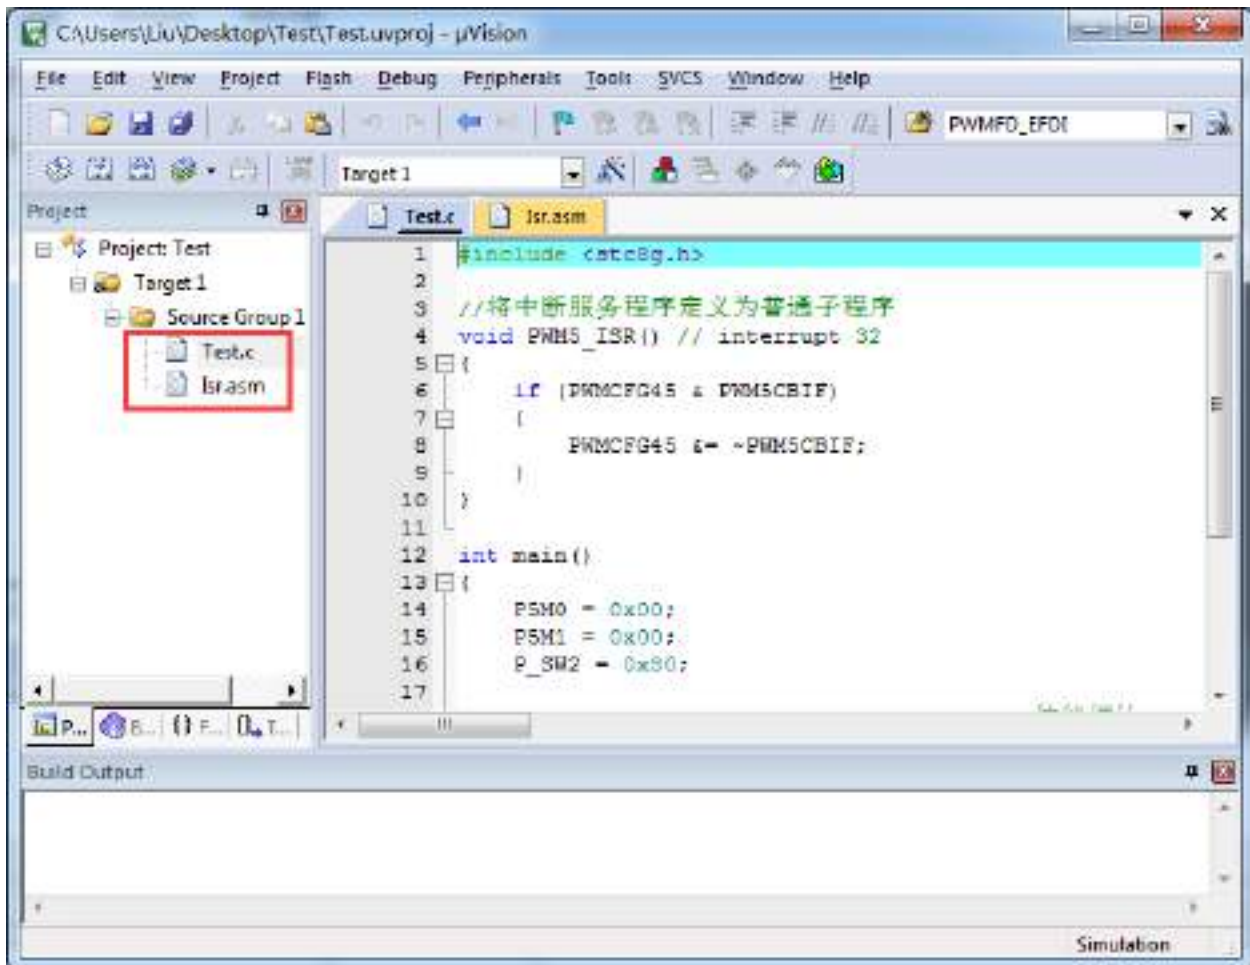 C:\Users\Liu\Desktop\Test\Test.uvproj - µVision
File Edit View Project Flash Debug Peripherals Tools SVCS Window Help
PWMFD_EFDI
Target 1
Project
Test.c Isr.asm
Project: Test
Target 1
Source Group 1
Test.c
Isr.asm
1 #include <stc8g.h>
2
3 //将中断服务程序定义为普通子程序
4 void PWM5_ISR() // interrupt 32
5 {
6 if (PWMCFG45 & PWM5CBIF)
7 {
8 PWMCFG45 &= ~PWM5CBIF;
9 }
10 }
11
12 int main()
13 {
14 P5M0 = 0x00;
15 P5M1 = 0x00;
16 P_SW2 = 0x80;
17
P... B... {} F... T...
Build Output
Simulation